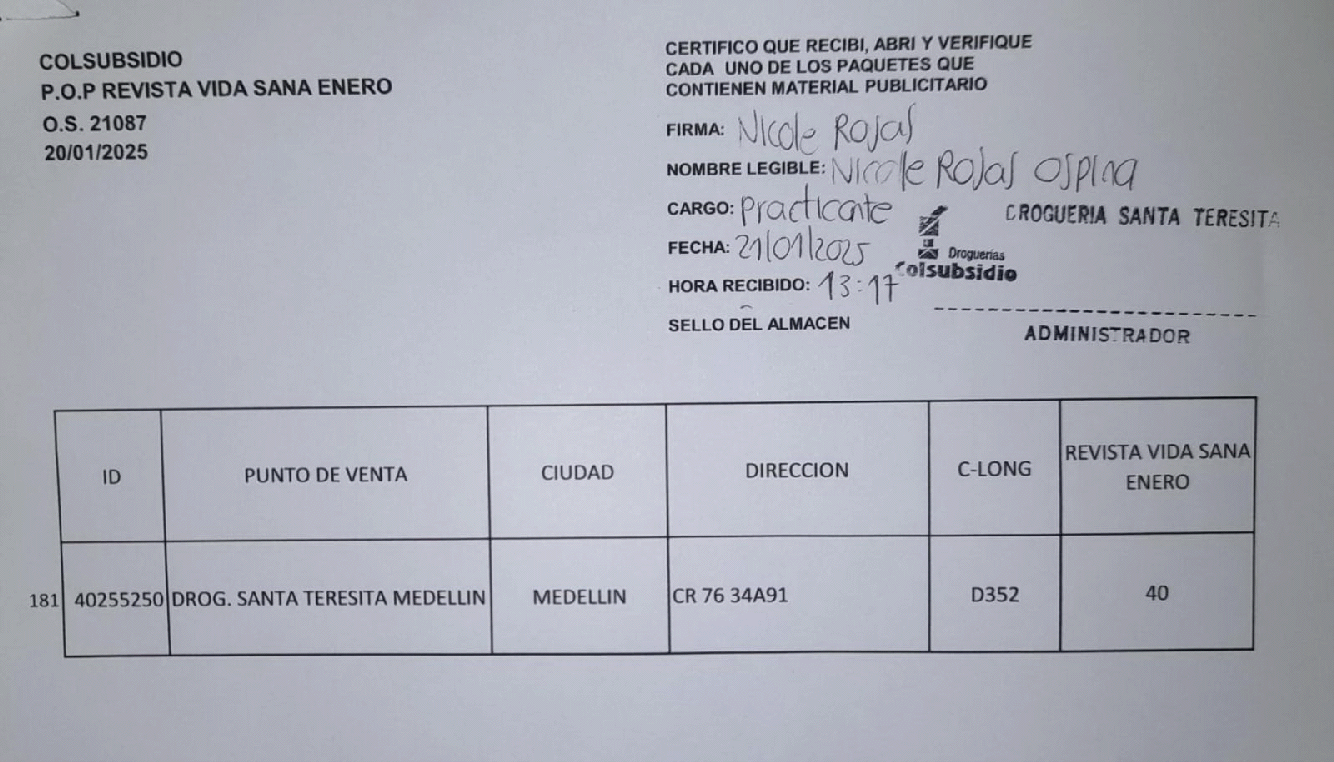 COLSUBSIDIO
P.O.P REVISTA VIDA SANA ENERO
O.S. 21087
20/01/2025
CERTIFICO QUE RECIBI, ABRI Y VERIFIQUE
CADA UNO DE LOS PAQUETES QUE
CONTIENEN MATERIAL PUBLICITARIO
FIRMA: Nicole Rojas
NOMBRE LEGIBLE: Nicole Rojas Ospina
CARGO: practicante
DROGUERIA SANTA TERESITA
FECHA: 21/01/2025
Droguerías
Colsubsidio
HORA RECIBIDO: 13:17
SELLO DEL ALMACEN
ADMINISTRADOR
ID PUNTO DE VENTA CIUDAD DIRECCION C-LONG REVISTA VIDA SANA
ENERO
181 40255250 DROG. SANTA TERESITA MEDELLIN MEDELLIN CR 76 34A91 D352 40